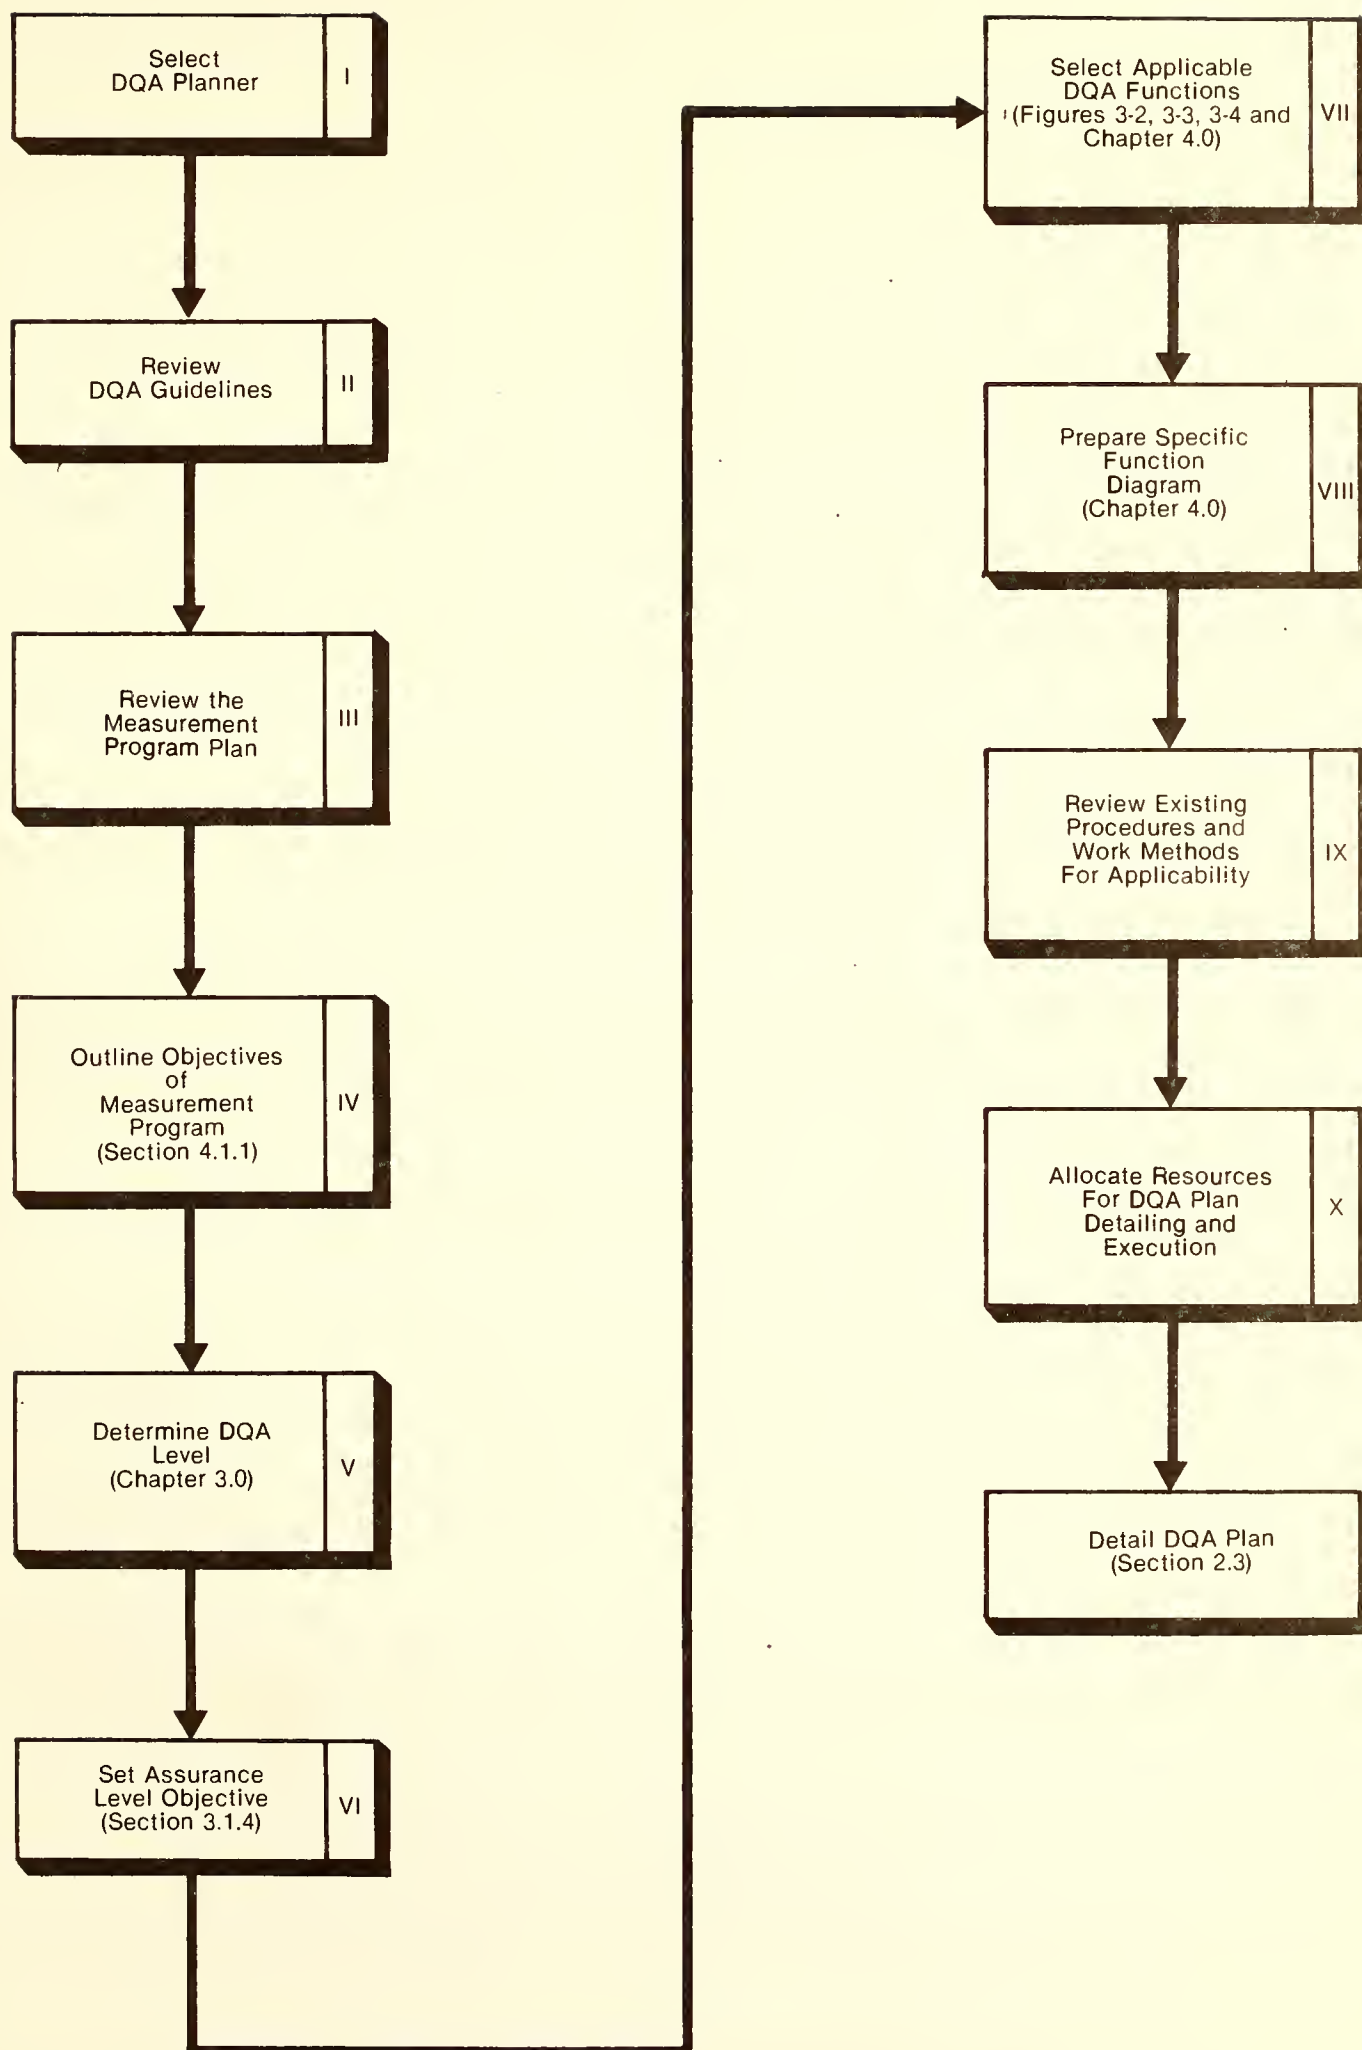 Select
DQA Planner
I
Review
DQA Guidelines
II
Review the
Measurement
Program Plan
III
Outline Objectives
of
Measurement
Program
(Section 4.1.1)
IV
Determine DQA
Level
(Chapter 3.0)
V
Set Assurance
Level Objective
(Section 3.1.4)
VI
Select Applicable
DQA Functions
(Figures 3-2, 3-3, 3-4 and
Chapter 4.0)
VII
Prepare Specific
Function
Diagram
(Chapter 4.0)
VIII
Review Existing
Procedures and
Work Methods
For Applicability
IX
Allocate Resources
For DQA Plan
Detailing and
Execution
X
Detail DQA Plan
(Section 2.3)